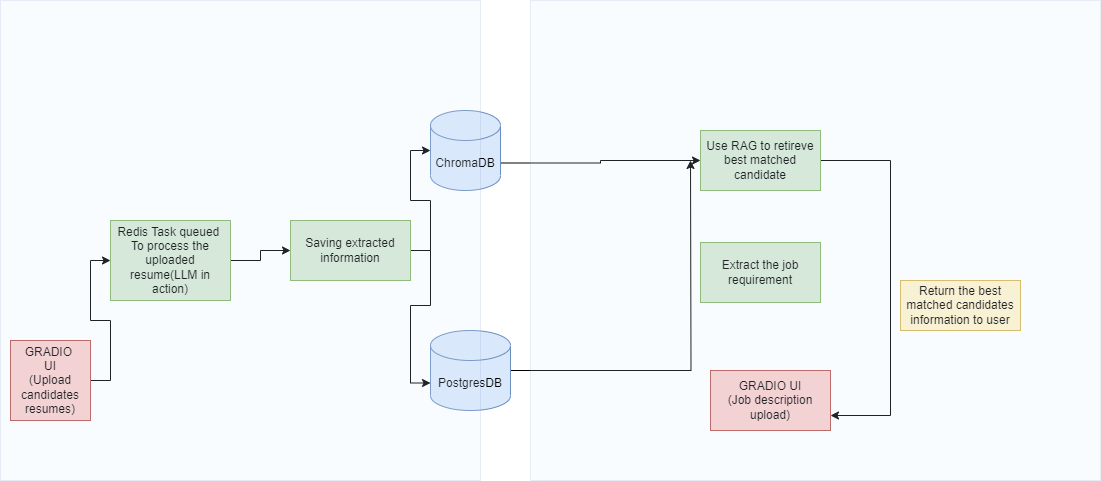 ChromaDB
Use RAG to retireve
best matched
candidate
Redis Task queued
To process the
uploaded
resume(LLM in
action)
Saving extracted
information
Extract the job
requirement
Return the best
matched candidates
information to user
GRADIO
UI
(Upload
candidates
resumes)
PostgresDB
GRADIO UI
(Job description
upload)